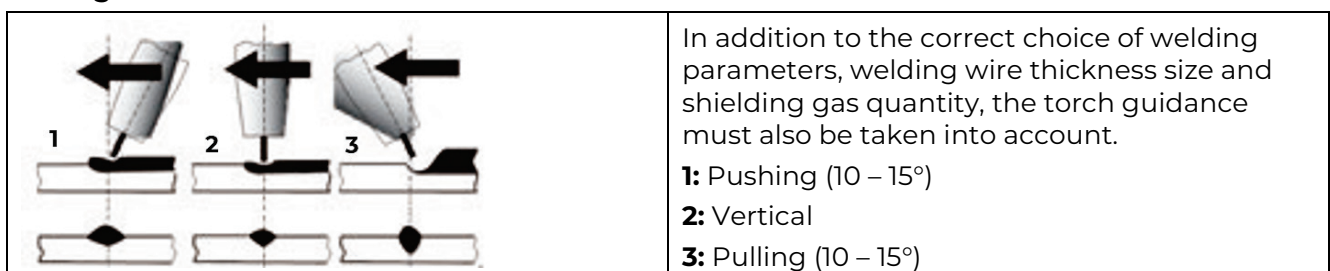 1
2
3
In addition to the correct choice of welding
parameters, welding wire thickness size and
shielding gas quantity, the torch guidance
must also be taken into account.
1: Pushing (10 – 15°)
2: Vertical
3: Pulling (10 – 15°)